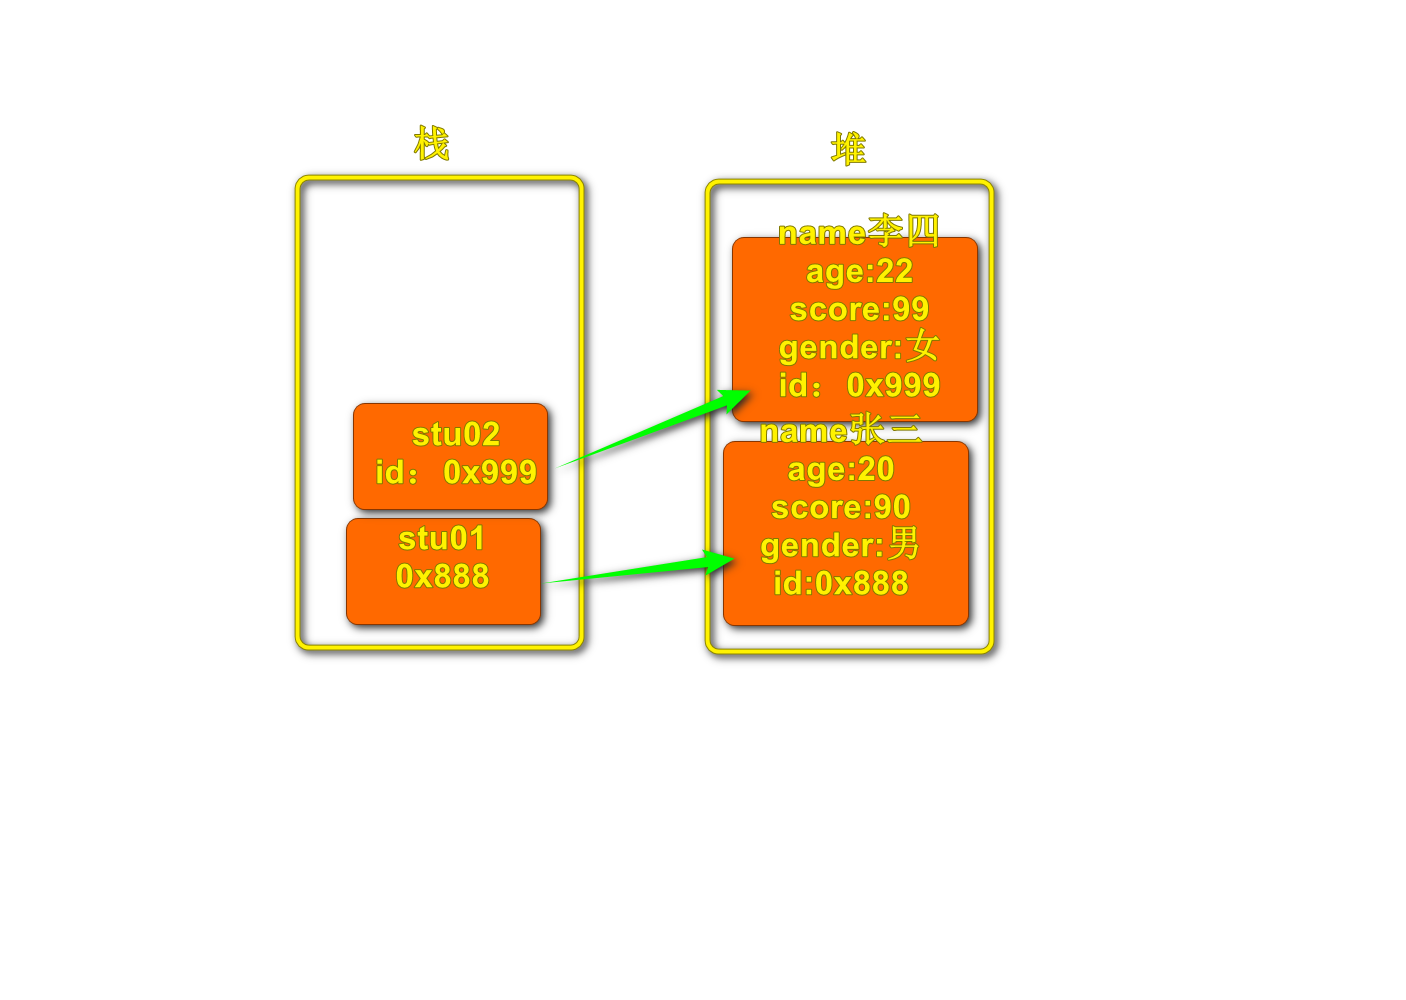 栈
stu02
id： 0x999
stu01
0x888
堆
name李四
age:22
score:99
gender:女
id： 0x999
name张三
age:20
score:90
gender:男
id:0x888